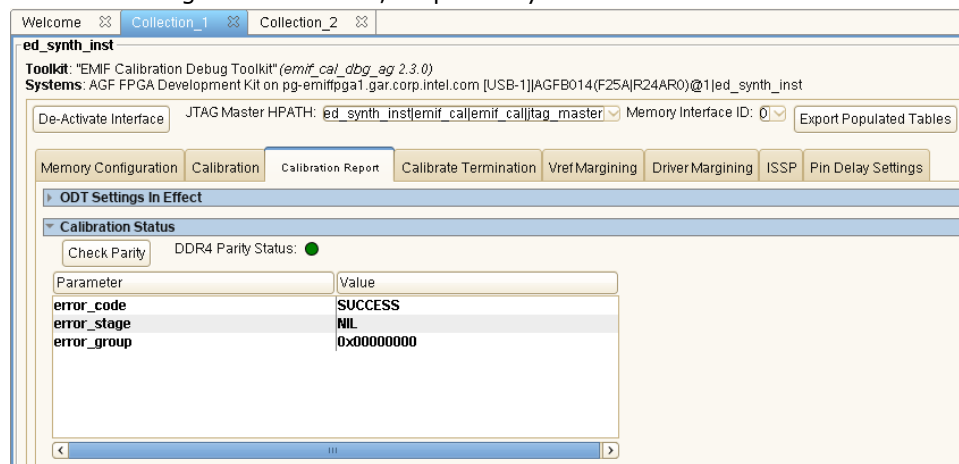 Welcome Collection_1 Collection_2
ed_synth_inst
Toolkit: "EMIF Calibration Debug Toolkit" (emif_cal_dbg_ag 2.3.0)
Systems: AGF FPGA Development Kit on pg-emiffpga1.gar.corp.intel.com [USB-1]|AGFB014(F25A|R24AR0)@1|ed_synth_inst
De-Activate Interface JTAG Master HPATH: ed_synth_inst|emif_cal|emif_cal|jtag_master Memory Interface ID: 0 Export Populated Tables
Memory Configuration Calibration Calibration Report Calibrate Termination Vref Margining Driver Margining ISSP Pin Delay Settings
ODT Settings In Effect
Calibration Status
Check Parity DDR4 Parity Status:
Parameter Value
error_code SUCCESS
error_stage NIL
error_group 0x00000000